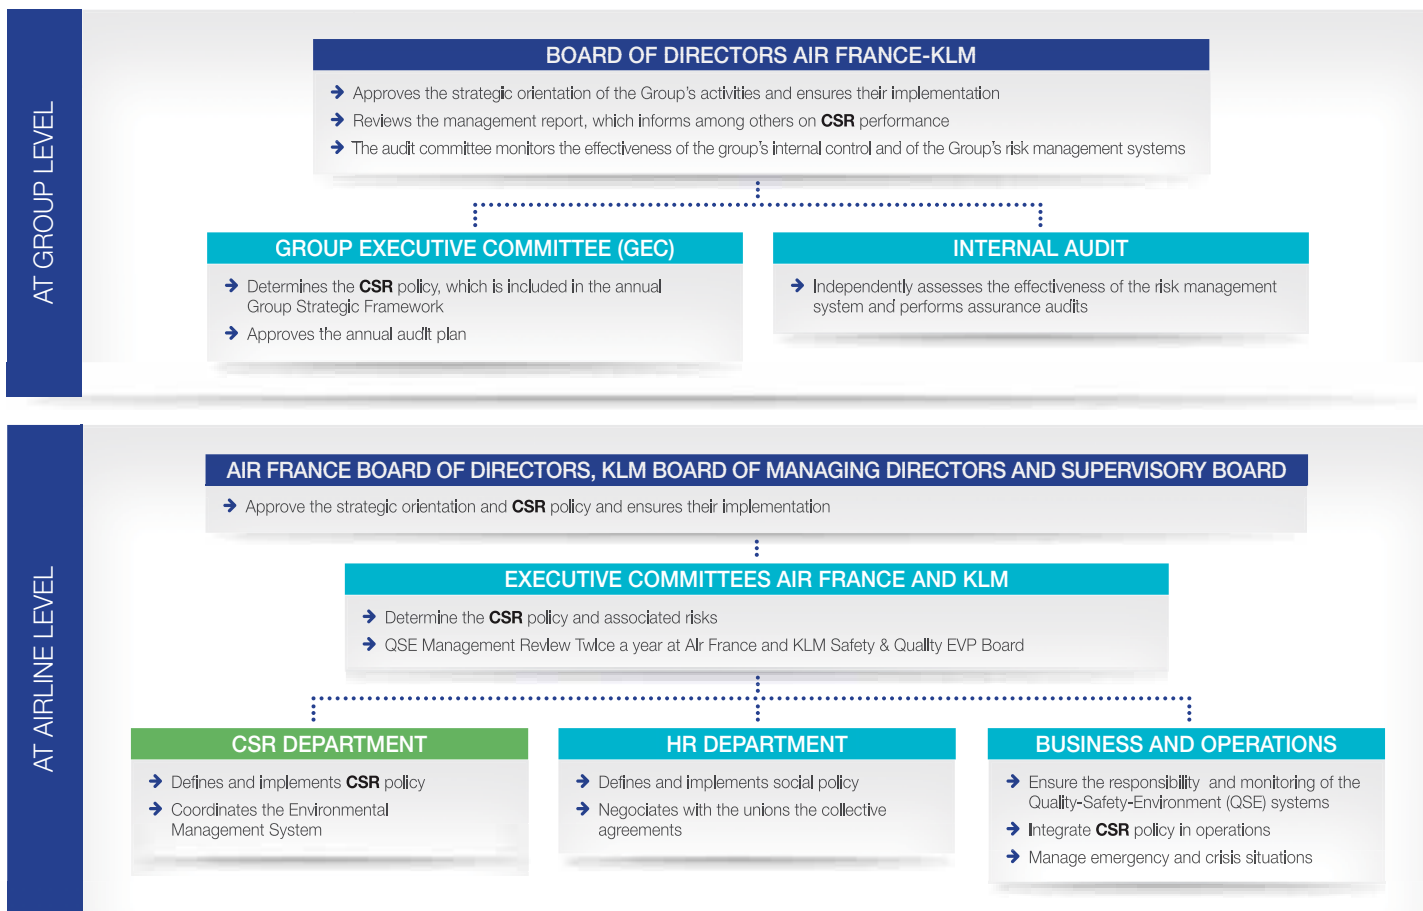 AT GROUP LEVEL
BOARD OF DIRECTORS AIR FRANCE-KLM
Approves the strategic orientation of the Group's activities and ensures their implementation
Reviews the management report, which informs among others on CSR performance
The audit committee monitors the effectiveness of the group's internal control and of the Group's risk management systems
GROUP EXECUTIVE COMMITTEE (GEC)
Determines the CSR policy, which is included in the annual
Group Strategic Framework
Approves the annual audit plan
INTERNAL AUDIT
Independently assesses the effectiveness of the risk management
system and performs assurance audits
AT AIRLINE LEVEL
AIR FRANCE BOARD OF DIRECTORS, KLM BOARD OF MANAGING DIRECTORS AND SUPERVISORY BOARD
Approve the strategic orientation and CSR policy and ensures their implementation
EXECUTIVE COMMITTEES AIR FRANCE AND KLM
Determine the CSR policy and associated risks
QSE Management Review Twice a year at Air France and KLM Safety & Quality EVP Board
CSR DEPARTMENT
Defines and implements CSR policy
Coordinates the Environmental
Management System
HR DEPARTMENT
Defines and implements social policy
Negociates with the unions the collective
agreements
BUSINESS AND OPERATIONS
Ensure the responsibility and monitoring of the
Quality-Safety-Environment (QSE) systems
Integrate CSR policy in operations
Manage emergency and crisis situations